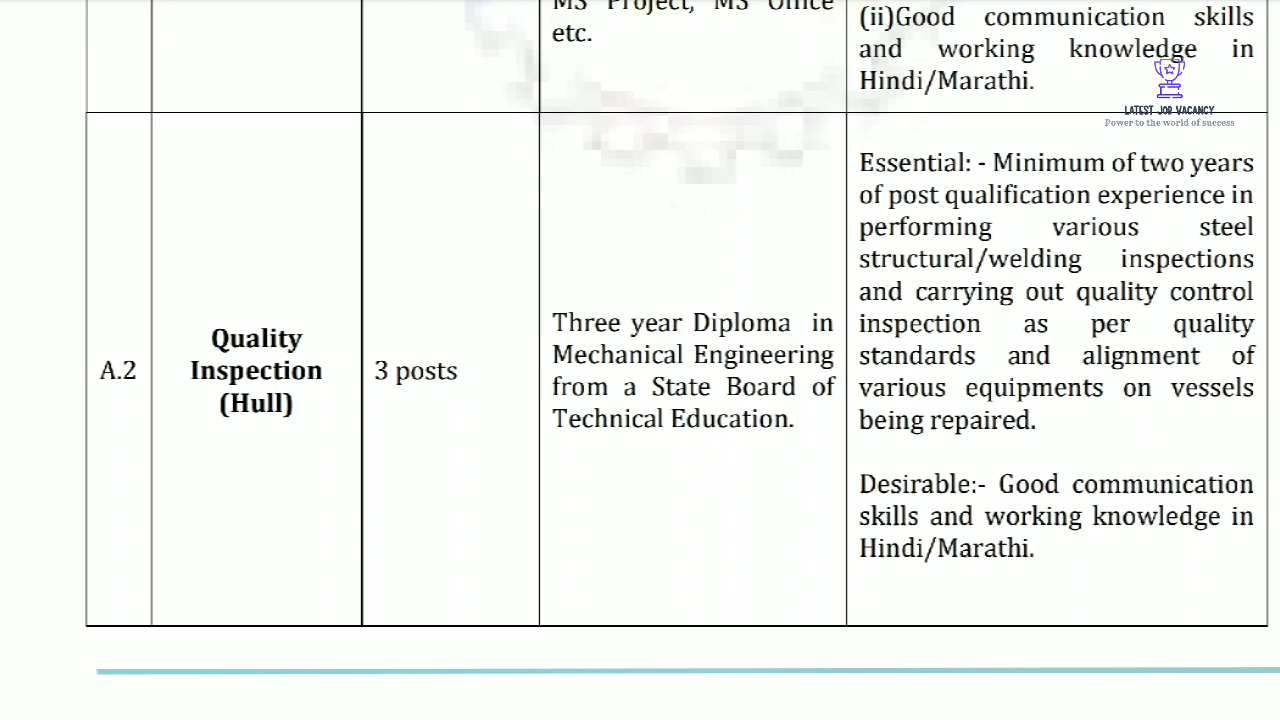 MS Project, MS Office
etc.
(ii)Good communication skills
and working knowledge in
Hindi/Marathi.
LATEST JOB VACANCY
Power to the world of success
A.2
Quality
Inspection
(Hull)
3 posts
Three year Diploma in
Mechanical Engineering
from a State Board of
Technical Education.
Essential: - Minimum of two years
of post qualification experience in
performing various steel
structural/welding inspections
and carrying out quality control
inspection as per quality
standards and alignment of
various equipments on vessels
being repaired.
Desirable:- Good communication
skills and working knowledge in
Hindi/Marathi.